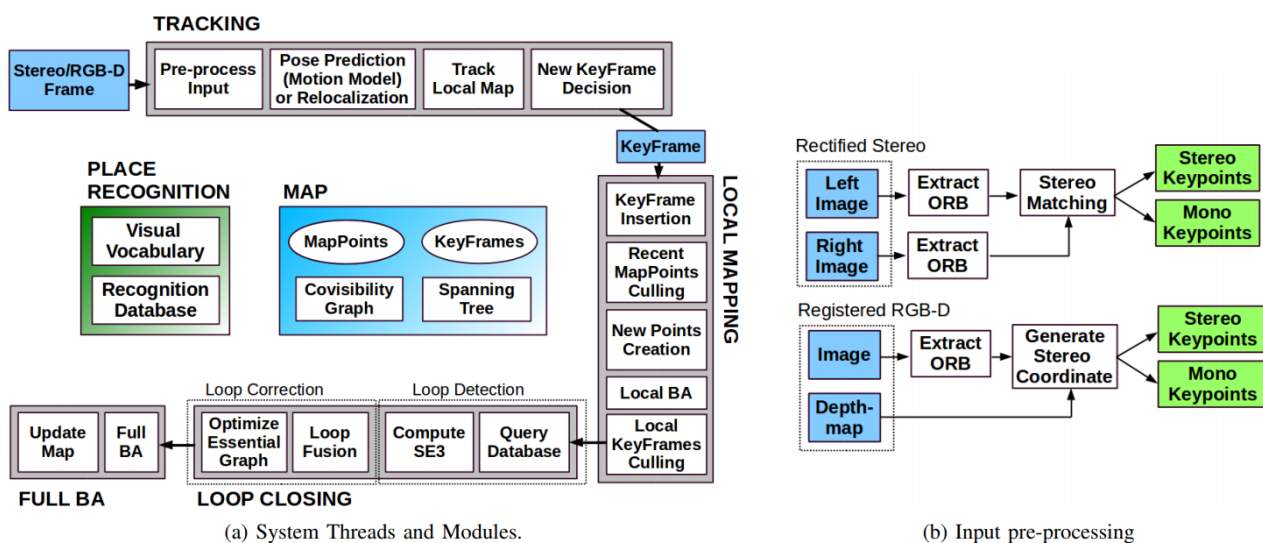 TRACKING
Stereo/RGB-D
Frame
Pre-process
Input
Pose Prediction
(Motion Model)
or Relocalization
Track
Local Map
New KeyFrame
Decision
KeyFrame
PLACE
RECOGNITION
Visual
Vocabulary
Recognition
Database
MAP
MapPoints
KeyFrames
Covisibility
Graph
Spanning
Tree
LOCAL MAPPING
KeyFrame
Insertion
Recent
MapPoints
Culling
New Points
Creation
Local BA
Local
KeyFrames
Culling
Loop Correction
Loop Detection
Update
Map
Full
BA
Optimize
Essential
Graph
Loop
Fusion
Compute
SE3
Query
Database
FULL BA
LOOP CLOSING
(a) System Threads and Modules.
Rectified Stereo
Left
Image
Extract
ORB
Stereo
Matching
Stereo
Keypoints
Mono
Keypoints
Right
Image
Extract
ORB
Registered RGB-D
Image
Extract
ORB
Generate
Stereo
Coordinate
Stereo
Keypoints
Mono
Keypoints
Depth-
map
(b) Input pre-processing